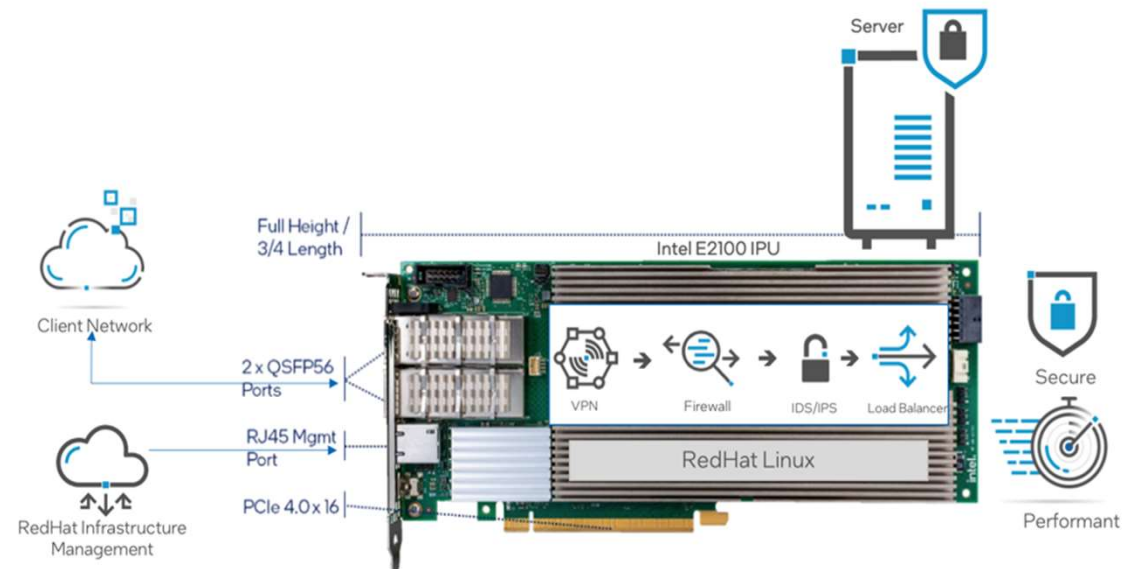 Server
Full Height /
3/4 Length
Intel E2100 IPU
Client Network
2 x QSFP56
Ports
VPN
Firewall
IDS/IPS
Load Balancer
Secure
RJ45 Mgmt
Port
RedHat Linux
intel.
PCIe 4.0 x 16
RedHat Infrastructure
Management
Performant